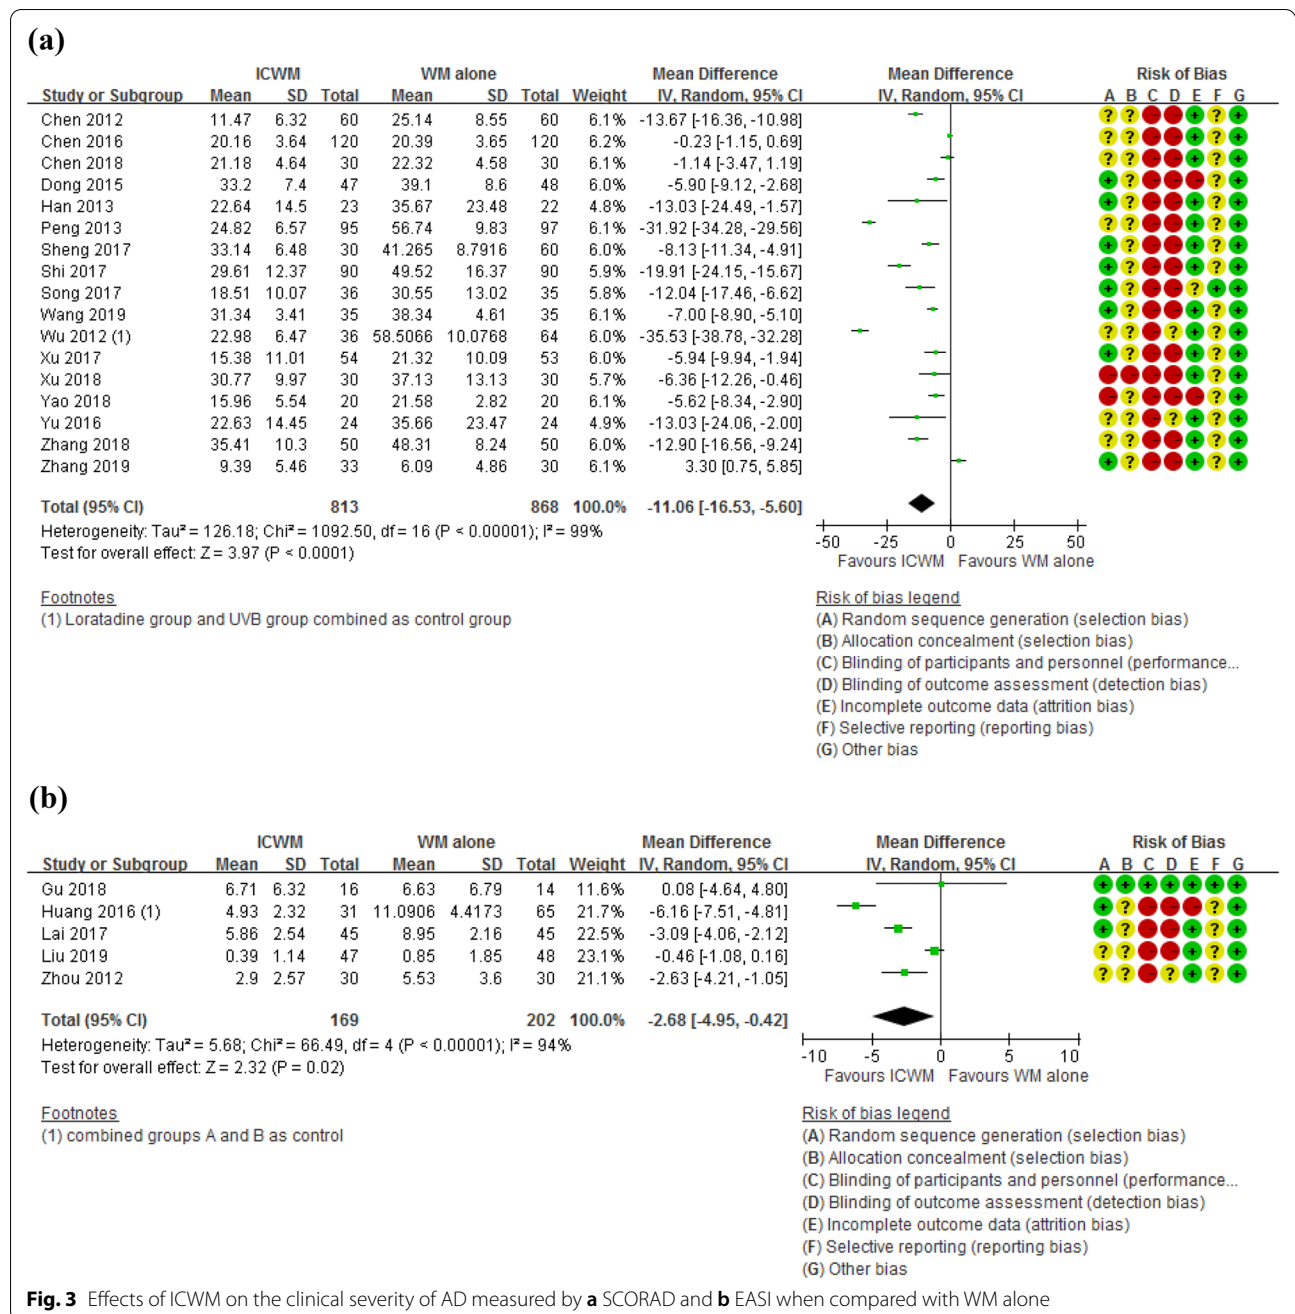 (a)
ICWM WM alone Mean Difference Mean Difference Risk of Bias
Study or Subgroup Mean SD Total Mean SD Total Weight IV, Random, 95% CI IV, Random, 95% CI A B C D E F G
Chen 2012 11.47 6.32 60 25.14 8.55 60 6.1% -13.67 [-16.36, -10.98] ? ? - - + ? +
Chen 2016 20.16 3.64 120 20.39 3.65 120 6.2% -0.23 [-1.15, 0.69] ? ? - - + ? +
Chen 2018 21.18 4.64 30 22.32 4.58 30 6.1% -1.14 [-3.47, 1.19] ? ? - - + ? +
Dong 2015 33.2 7.4 47 39.1 8.6 48 6.0% -5.90 [-9.12, -2.68] + ? - - - ? +
Han 2013 22.64 14.5 23 35.67 23.48 22 4.8% -13.03 [-24.49, -1.57] + ? - - + ? +
Peng 2013 24.82 6.57 95 56.74 9.83 97 6.1% -31.92 [-34.28, -29.56] ? ? - - + ? +
Sheng 2017 33.14 6.48 30 41.265 8.7916 60 6.0% -8.13 [-11.34, -4.91] + ? - - + ? +
Shi 2017 29.61 12.37 90 49.52 16.37 90 5.9% -19.91 [-24.15, -15.67] + ? - - + ? +
Song 2017 18.51 10.07 36 30.55 13.02 35 5.8% -12.04 [-17.46, -6.62] + ? - - ? + +
Wang 2019 31.34 3.41 35 38.34 4.61 35 6.1% -7.00 [-8.90, -5.10] + ? - - + ? +
Wu 2012 (1) 22.98 6.47 36 58.5066 10.0768 64 6.0% -35.53 [-38.78, -32.28] ? ? - ? ? ? +
Xu 2017 15.38 11.01 54 21.32 10.09 53 6.0% -5.94 [-9.94, -1.94] + ? - - + ? +
Xu 2018 30.77 9.97 30 37.13 13.13 30 5.7% -6.36 [-12.26, -0.46] - - - - + ? +
Yao 2018 15.96 5.54 20 21.58 2.82 20 6.1% -5.62 [-8.34, -2.90] - ? - - - ? +
Yu 2016 22.63 14.45 24 35.66 23.47 24 4.9% -13.03 [-24.06, -2.00] ? ? - ? ? ? +
Zhang 2018 35.41 10.3 50 48.31 8.24 50 6.0% -12.90 [-16.56, -9.24] ? ? - - + ? +
Zhang 2019 9.39 5.46 33 6.09 4.86 30 6.1% 3.30 [0.75, 5.85] + ? - - + ? +
Total (95% CI) 813 868 100.0% -11.06 [-16.53, -5.60]
Heterogeneity: Tau² = 126.18; Chi² = 1092.50, df = 16 (P < 0.00001); I² = 99%
Test for overall effect: Z = 3.97 (P < 0.0001)
-50 -25 0 25 50
Favours ICWM Favours WM alone
Footnotes
(1) Loratadine group and UVB group combined as control group
Risk of bias legend
(A) Random sequence generation (selection bias)
(B) Allocation concealment (selection bias)
(C) Blinding of participants and personnel (performance...
(D) Blinding of outcome assessment (detection bias)
(E) Incomplete outcome data (attrition bias)
(F) Selective reporting (reporting bias)
(G) Other bias
(b)
ICWM WM alone Mean Difference Mean Difference Risk of Bias
Study or Subgroup Mean SD Total Mean SD Total Weight IV, Random, 95% CI IV, Random, 95% CI A B C D E F G
Gu 2018 6.71 6.32 16 6.63 6.79 14 11.6% 0.08 [-4.64, 4.80] + + + + + + +
Huang 2016 (1) 4.93 2.32 31 11.0906 4.4173 65 21.7% -6.16 [-7.51, -4.81] + ? - - - ? +
Lai 2017 5.86 2.54 45 8.95 2.16 45 22.5% -3.09 [-4.06, -2.12] + ? - - + ? +
Liu 2019 0.39 1.14 47 0.85 1.85 48 23.1% -0.46 [-1.08, 0.16] ? ? - - + ? +
Zhou 2012 2.9 2.57 30 5.53 3.6 30 21.1% -2.63 [-4.21, -1.05] ? ? - ? + ? +
Total (95% CI) 169 202 100.0% -2.68 [-4.95, -0.42]
Heterogeneity: Tau² = 5.68; Chi² = 66.49, df = 4 (P < 0.00001); I² = 94%
Test for overall effect: Z = 2.32 (P = 0.02)
-10 -5 0 5 10
Favours ICWM Favours WM alone
Footnotes
(1) combined groups A and B as control
Risk of bias legend
(A) Random sequence generation (selection bias)
(B) Allocation concealment (selection bias)
(C) Blinding of participants and personnel (performance...
(D) Blinding of outcome assessment (detection bias)
(E) Incomplete outcome data (attrition bias)
(F) Selective reporting (reporting bias)
(G) Other bias
Fig. 3 Effects of ICWM on the clinical severity of AD measured by a SCORAD and b EASI when compared with WM alone